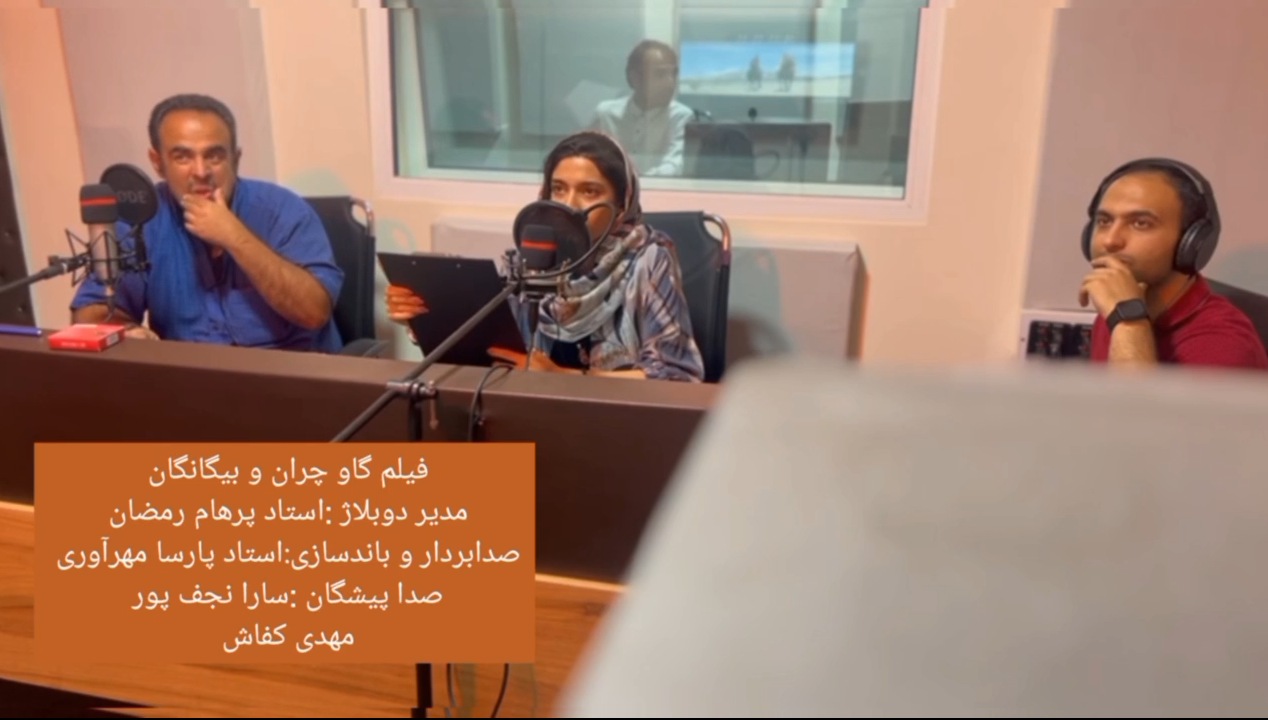 فیلم گاو چران و بیگانگان
مدیر دوبلاژ :استاد پرهام رمضان
صدابردار و باندسازی:استاد پارسا مهرآوری
صدا پیشگان :سارا نجف پور
مهدی کفاش